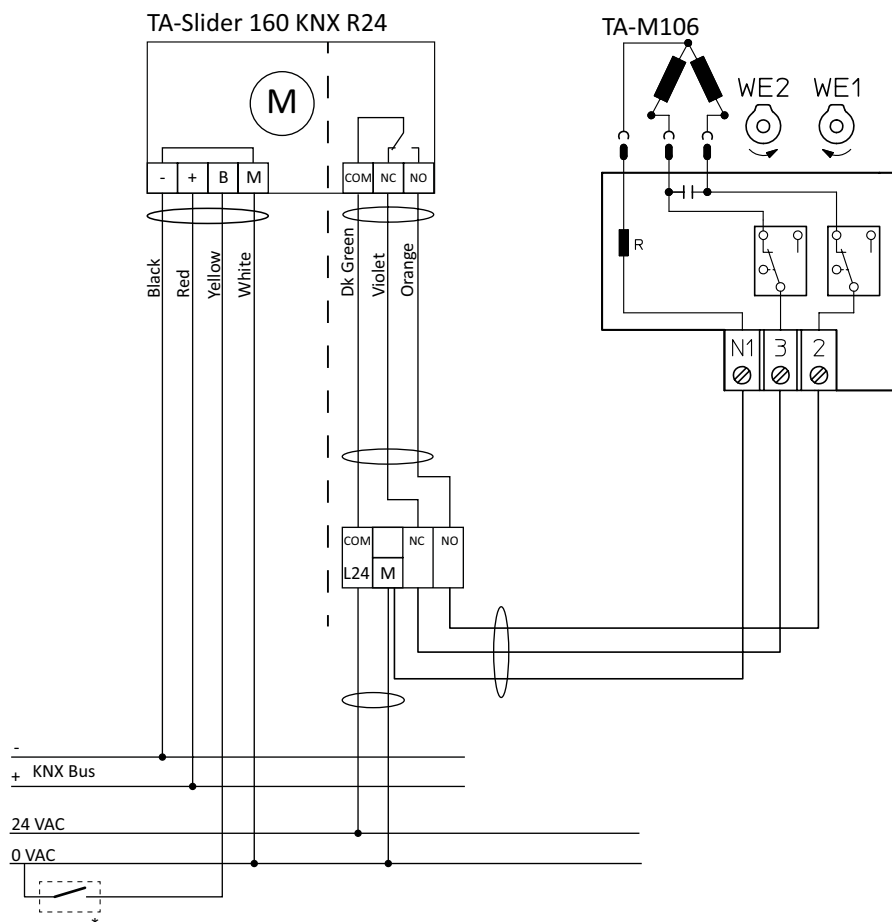 TA-Slider 160 KNX R24
TA-M106
M
WE2 WE1
- + B M
COM NC NO
R
Black
Red
Yellow
White
Dk Green
Violet
Orange
N1 3 2
COM NC NO
L24 M
-
+ KNX Bus
24 VAC
0 VAC
*